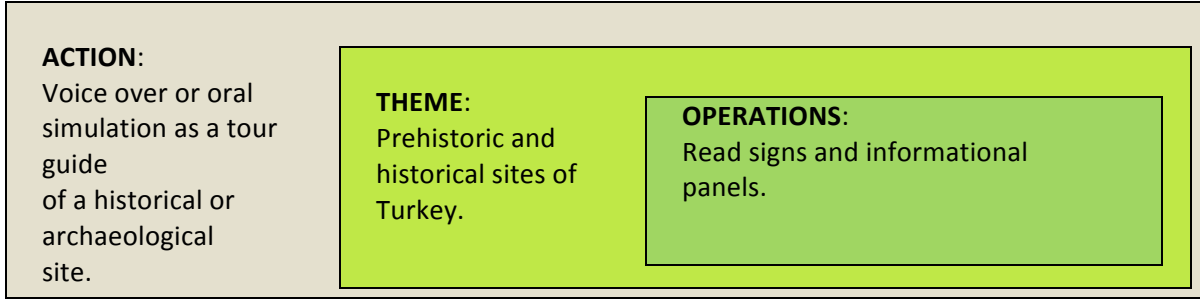 ACTION:
Voice over or oral
simulation as a tour
guide
of a historical or
archaeological
site.
THEME:
Prehistoric and
historical sites of
Turkey.
OPERATIONS:
Read signs and informational
panels.